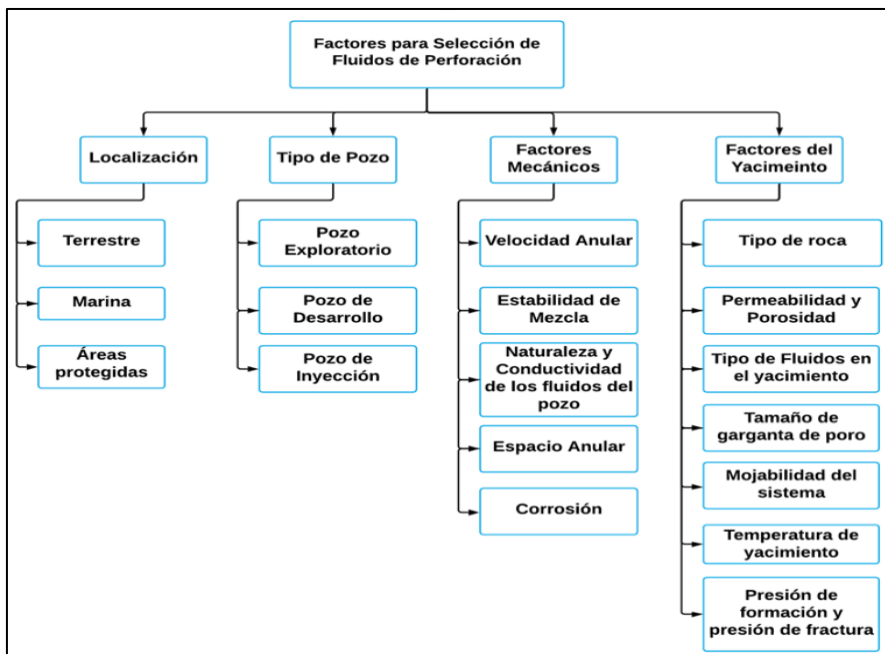 Factores para Selección de
Fluidos de Perforación
Localización
Tipo de Pozo
Factores
Mecánicos
Factores del
Yacimeinto
Terrestre
Marina
Áreas
protegidas
Pozo
Exploratorio
Pozo de
Desarrollo
Pozo de
Inyección
Velocidad Anular
Estabilidad de
Mezcla
Naturaleza y
Conductividad
de los fluidos del
pozo
Espacio Anular
Corrosión
Tipo de roca
Permeabilidad y
Porosidad
Tipo de Fluidos en
el yacimiento
Tamaño de
garganta de poro
Mojabilidad del
sistema
Temperatura de
yacimiento
Presión de
formación y
presión de fractura